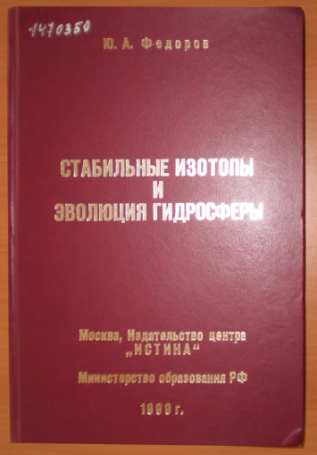 1470350
Ю. А. Федоров
СТАБИЛЬНЫЕ ИЗОТОПЫ
И
ЭВОЛЮЦИЯ ГИДРОСФЕРЫ
Москва, Издательство центра
„ИСТИНА"
Министерство образования РФ
1999 г.